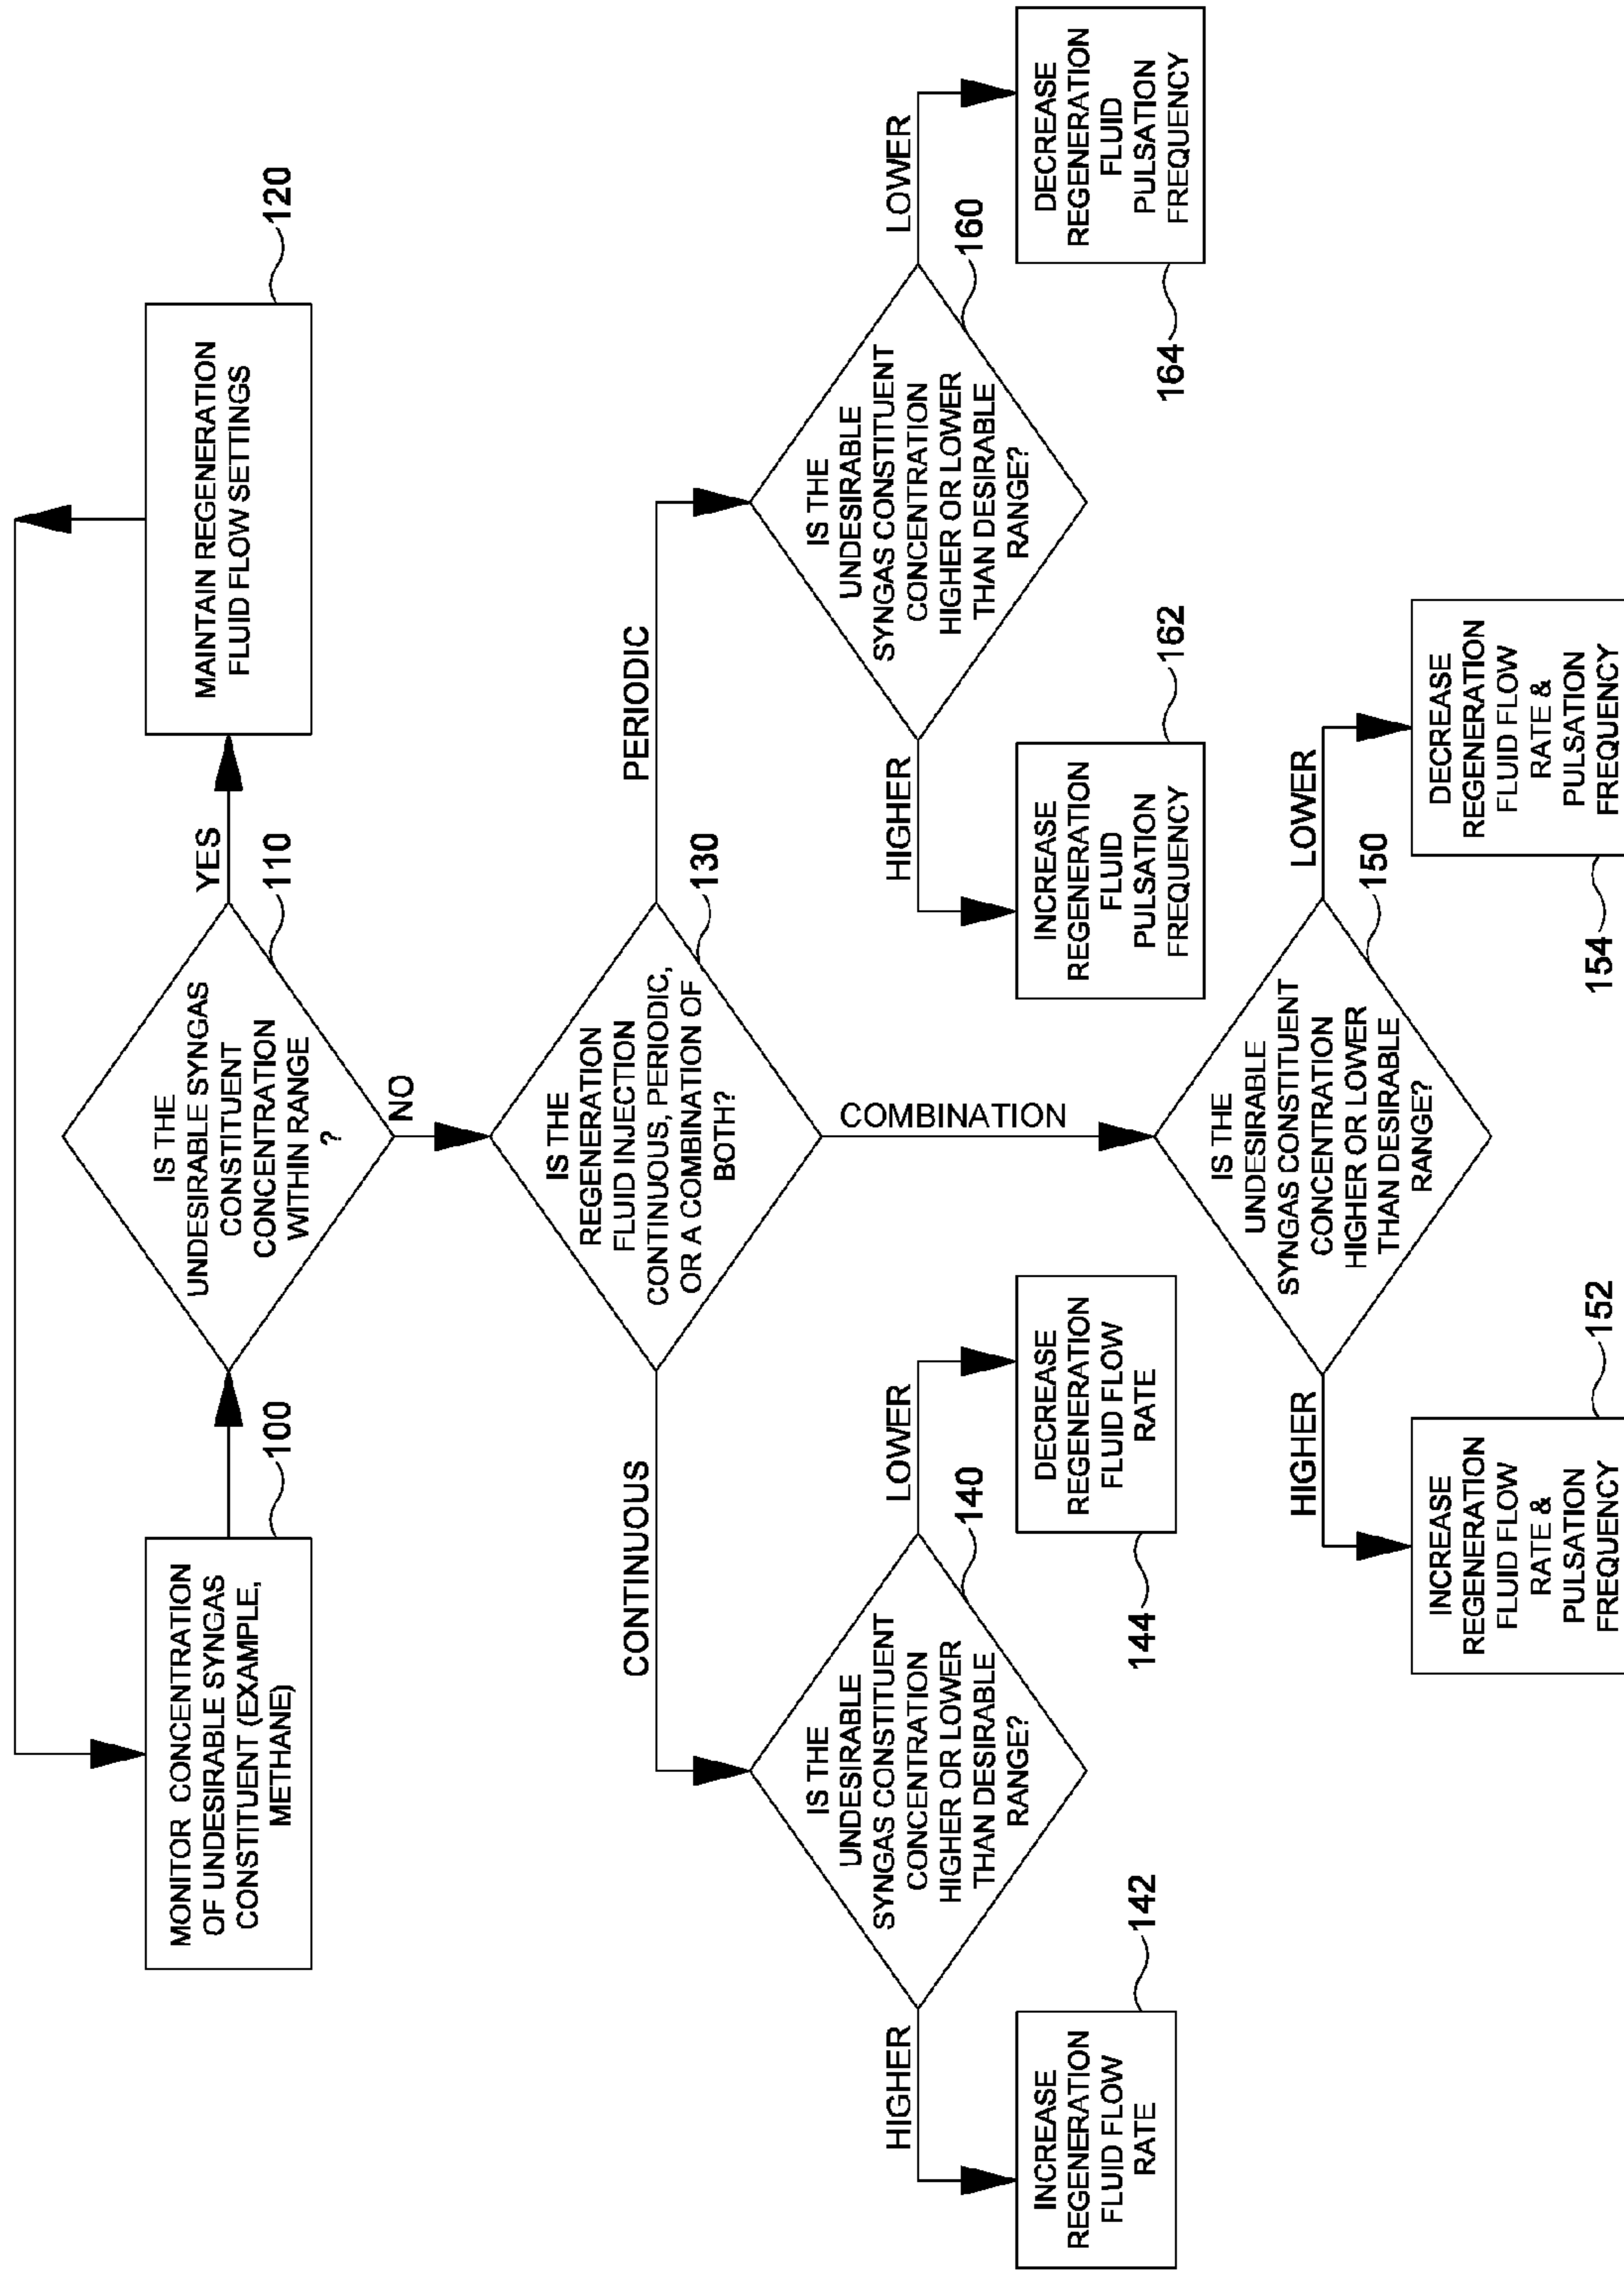 MONITOR CONCENTRATION
OF UNDESIRABLE SYNGAS
CONSTITUENT (EXAMPLE,
METHANE)
100
IS THE
UNDESIRABLE SYNGAS
CONSTITUENT
CONCENTRATION
WITHIN RANGE
?
110
YES
MAINTAIN REGENERATION
FLUID FLOW SETTINGS
120
NO
IS THE
REGENERATION
FLUID INJECTION
CONTINUOUS, PERIODIC,
OR A COMBINATION OF
BOTH?
130
CONTINUOUS
PERIODIC
COMBINATION
IS THE
UNDESIRABLE
SYNGAS CONSTITUENT
CONCENTRATION
HIGHER OR LOWER
THAN DESIRABLE
RANGE?
140
HIGHER
LOWER
INCREASE
REGENERATION
FLUID FLOW
RATE
142
DECREASE
REGENERATION
FLUID FLOW
RATE
144
IS THE
UNDESIRABLE
SYNGAS CONSTITUENT
CONCENTRATION
HIGHER OR LOWER
THAN DESIRABLE
RANGE?
160
HIGHER
LOWER
INCREASE
REGENERATION
FLUID
PULSATION
FREQUENCY
162
DECREASE
REGENERATION
FLUID
PULSATION
FREQUENCY
164
IS THE
UNDESIRABLE
SYNGAS CONSTITUENT
CONCENTRATION
HIGHER OR LOWER
THAN DESIRABLE
RANGE?
150
HIGHER
LOWER
INCREASE
REGENERATION
FLUID FLOW
RATE &
PULSATION
FREQUENCY
152
DECREASE
REGENERATION
FLUID FLOW
RATE &
PULSATION
FREQUENCY
154